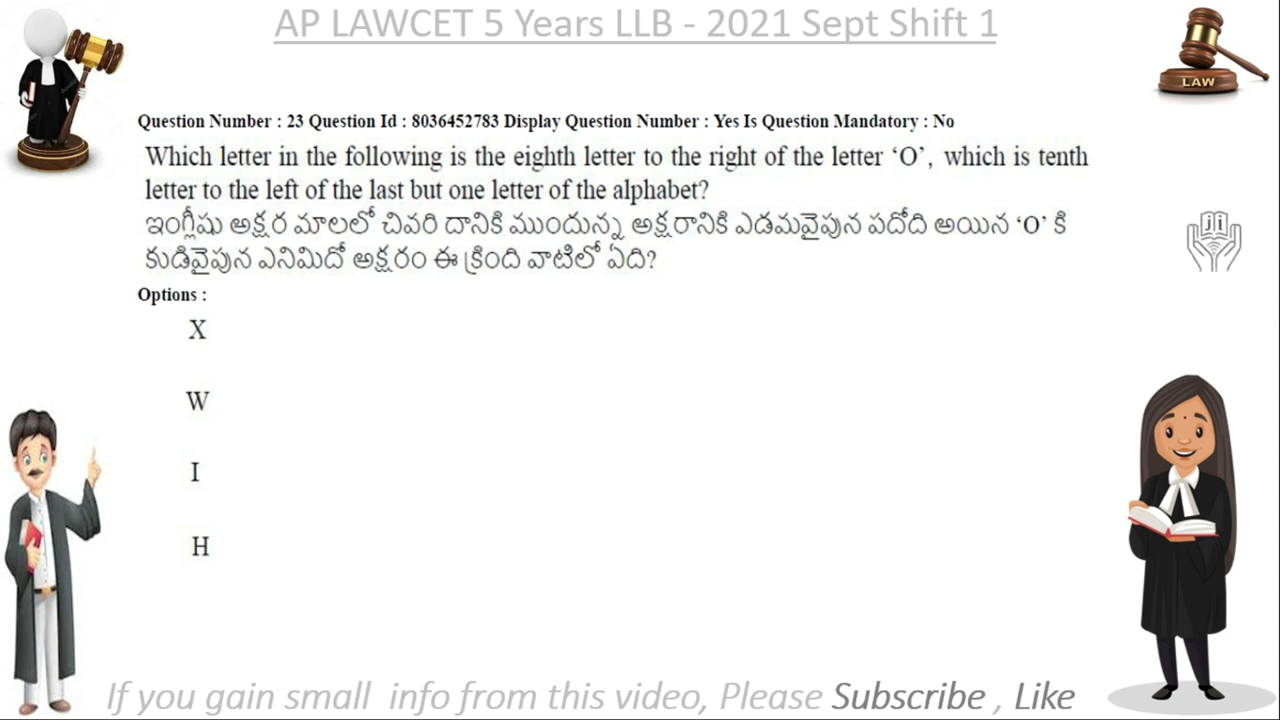 AP LAWCET 5 Years LLB - 2021 Sept Shift 1
LAW
Question Number : 23 Question Id : 8036452783 Display Question Number : Yes Is Question Mandatory : No
Which letter in the following is the eighth letter to the right of the letter ‘O’, which is tenth
letter to the left of the last but one letter of the alphabet?
ఇంగ్లీషు అక్షర మాలలో చివరి దానికి ముందున్న అక్షరానికి ఎడమవైపున పదోది అయిన ‘O’ కి
కుడివైపున ఎనిమిదో అక్షరం ఈ క్రింది వాటిలో ఏది?
Options :
X
W
I
H
If you gain small info from this video, Please Subscribe , Like